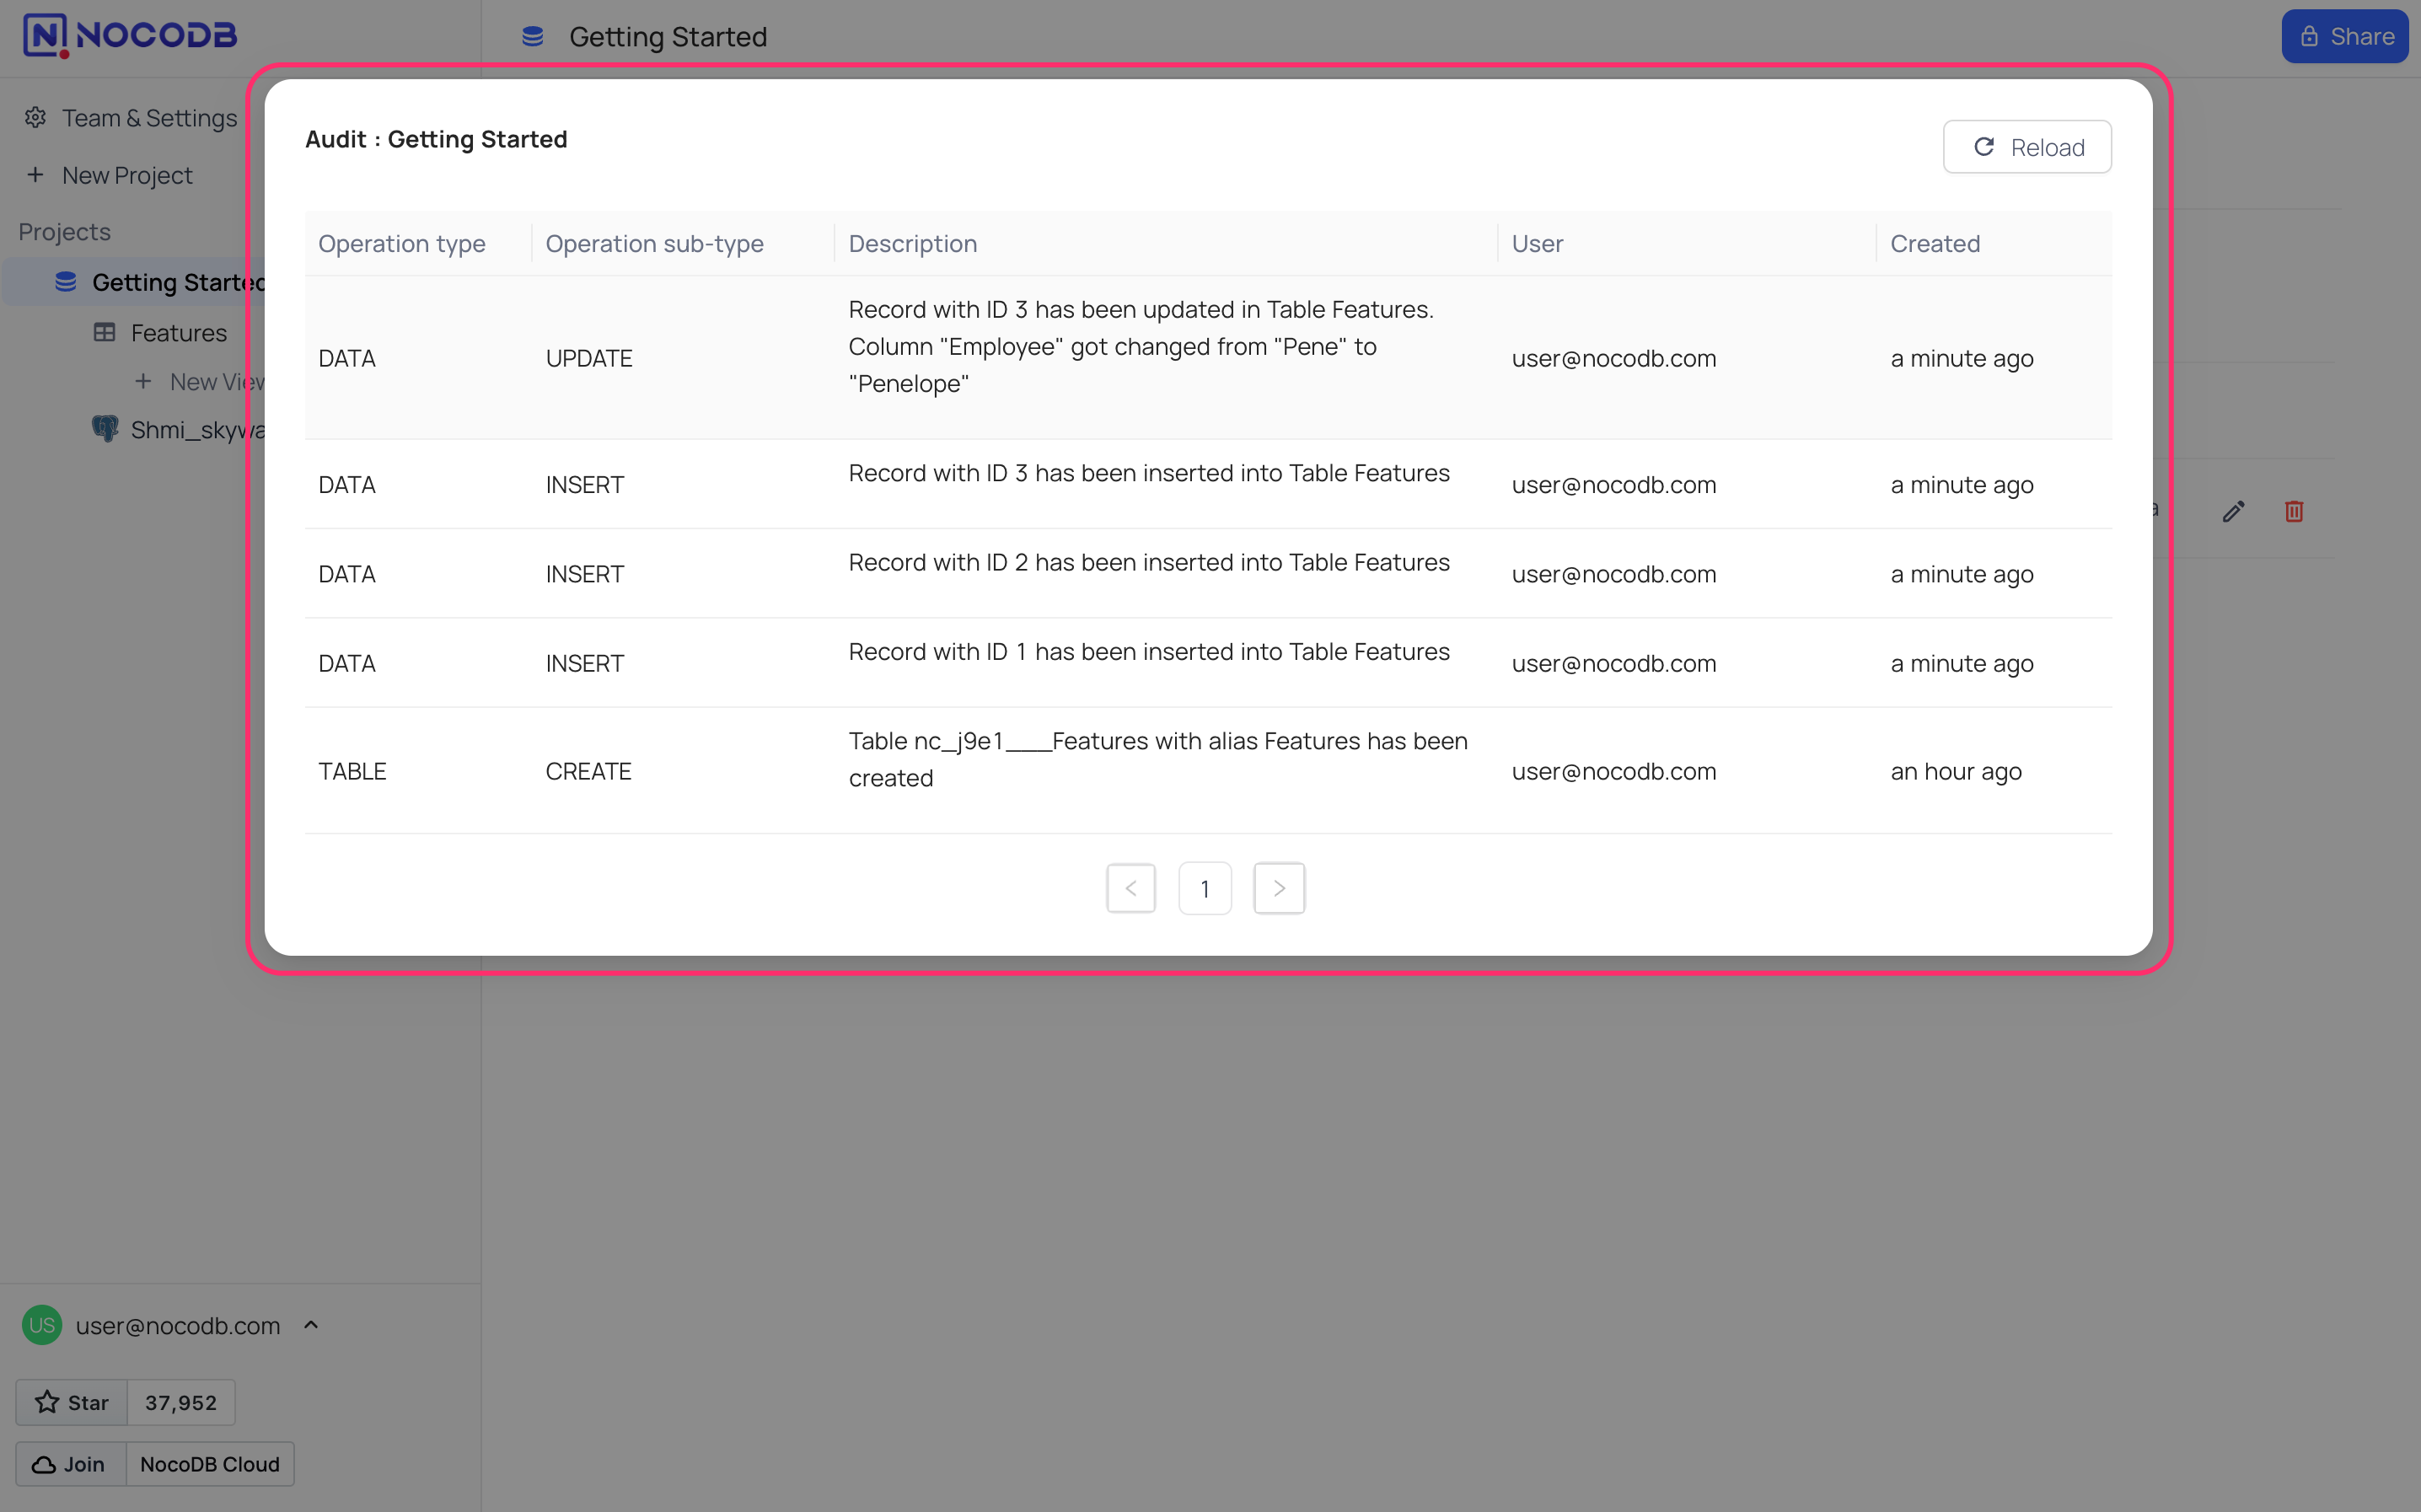 NOCODB
Getting Started
Share
Team & Settings
New Project
Projects
Getting Started
Features
New View
Shmi_skywa
Audit : Getting Started
Reload
Operation type
Operation sub-type
Description
User
Created
DATA
UPDATE
Record with ID 3 has been updated in Table Features.
Column "Employee" got changed from "Pene" to
"Penelope"
user@nocodb.com
a minute ago
DATA
INSERT
Record with ID 3 has been inserted into Table Features
user@nocodb.com
a minute ago
DATA
INSERT
Record with ID 2 has been inserted into Table Features
user@nocodb.com
a minute ago
DATA
INSERT
Record with ID 1 has been inserted into Table Features
user@nocodb.com
a minute ago
TABLE
CREATE
Table nc_j9e1___Features with alias Features has been
created
user@nocodb.com
an hour ago
1
US
user@nocodb.com
Star
37,952
Join
NocoDB Cloud